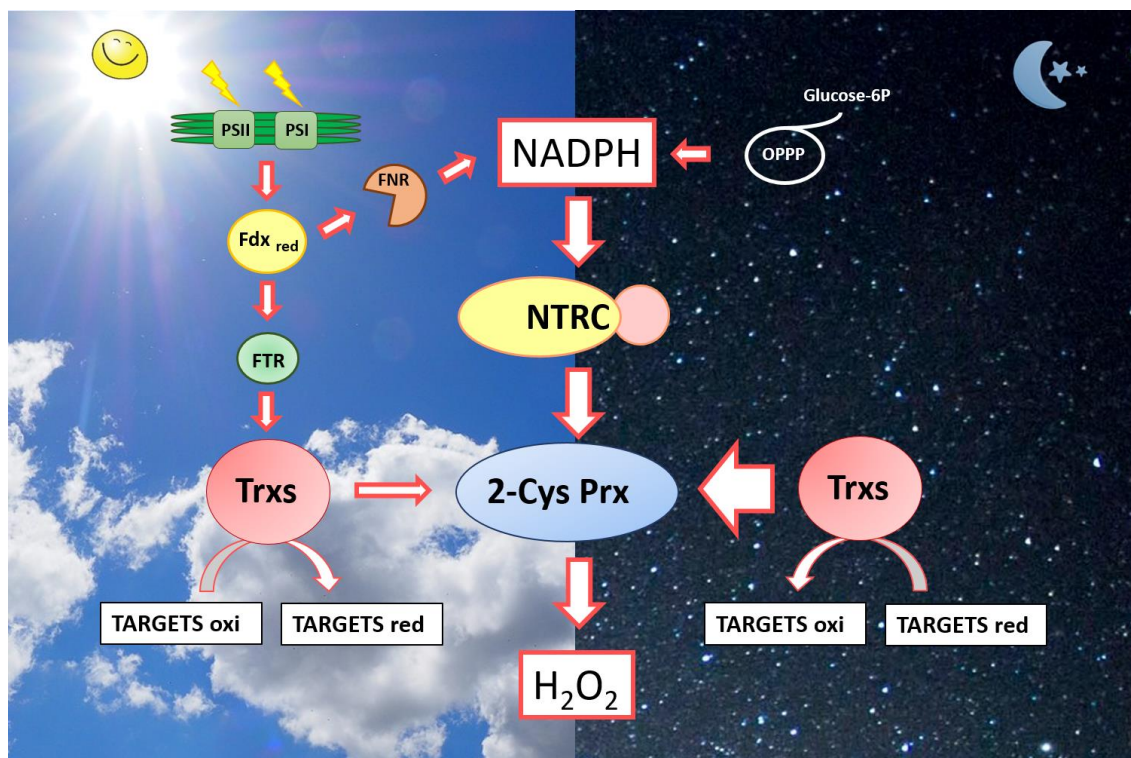 PSII
PSI
Glucose-6P
OPPP
NADPH
FNR
Fdx red
NTRC
FTR
Trxs
2-Cys Prx
Trxs
TARGETS oxi
TARGETS red
TARGETS oxi
TARGETS red
H₂O₂